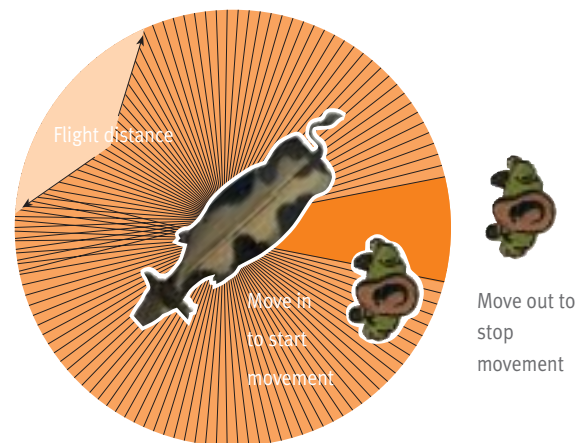 Flight distance
Move in
to start
movement
Move out to
stop
movement